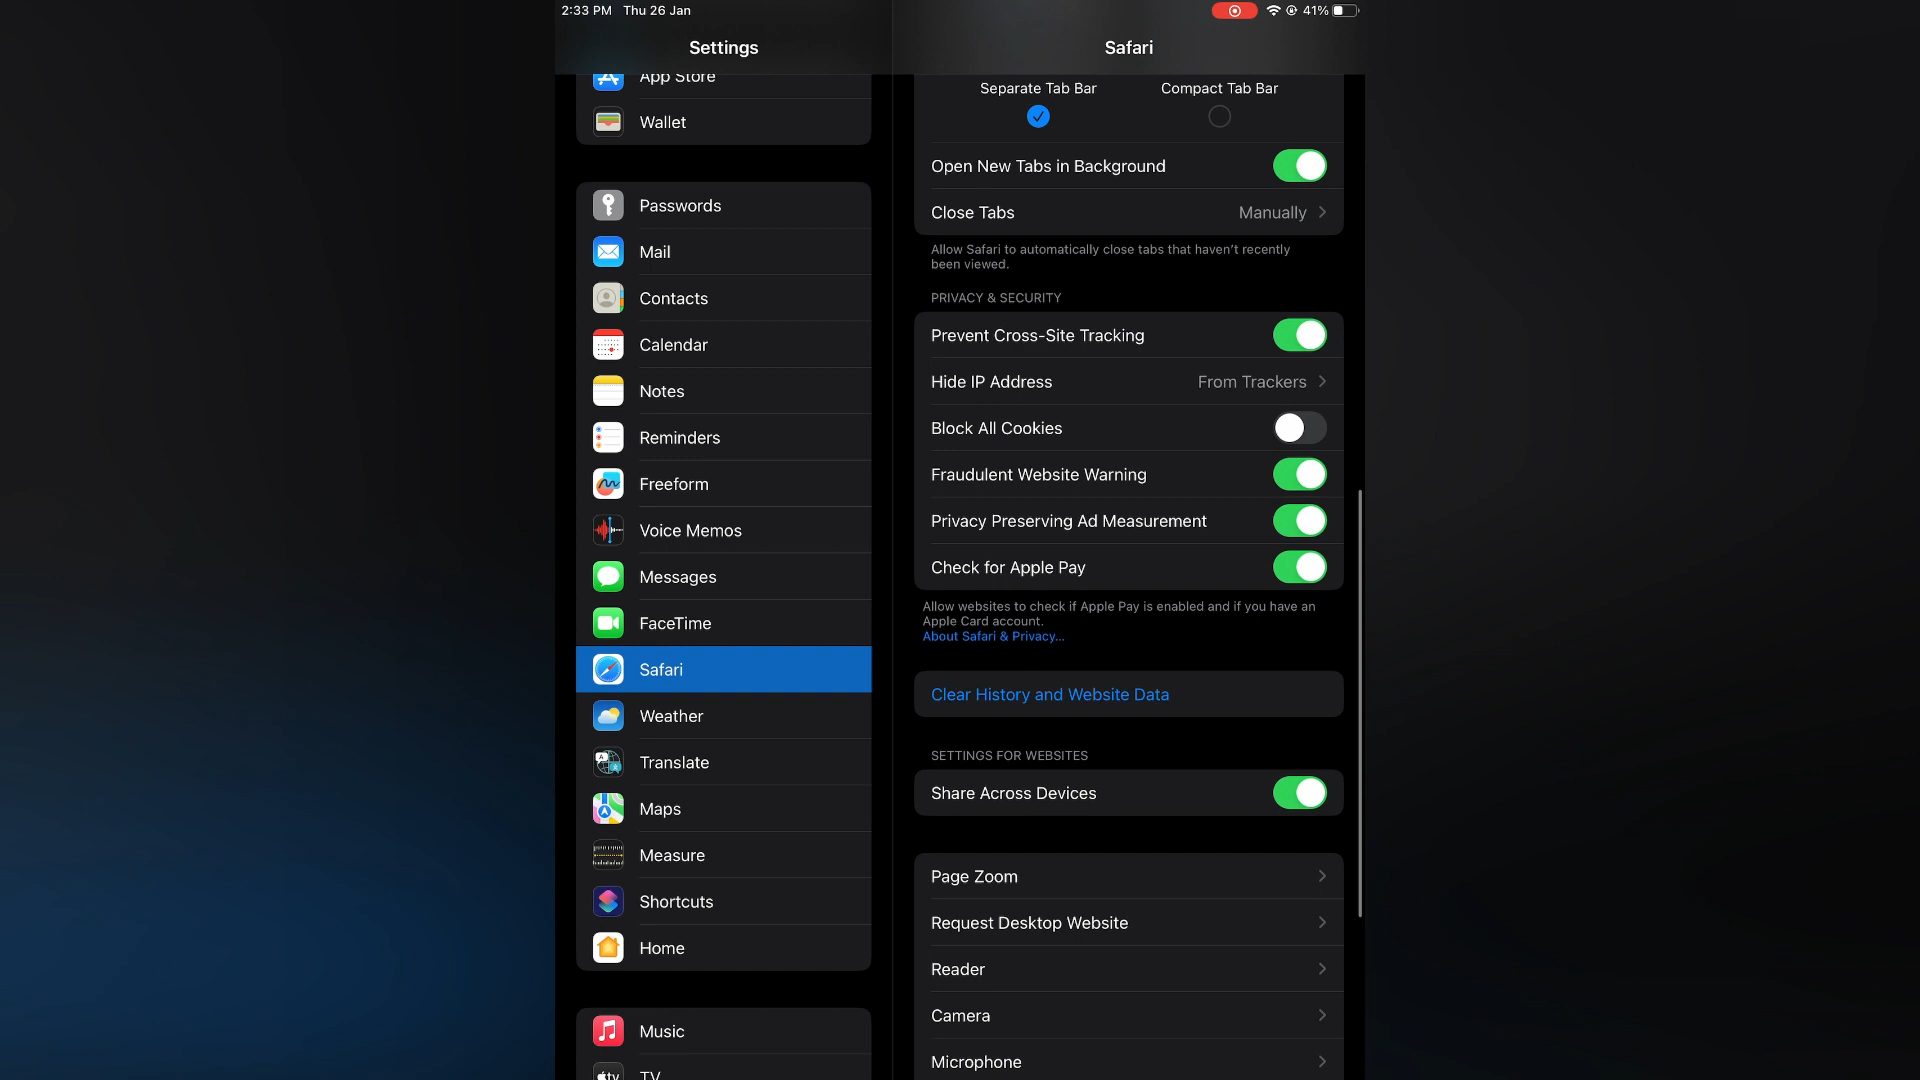 2:33 PM Thu 26 Jan
41%
Settings
App Store
Wallet
Passwords
Mail
Contacts
Calendar
Notes
Reminders
Freeform
Voice Memos
Messages
FaceTime
Safari
Weather
Translate
Maps
Measure
Shortcuts
Home
Music
TV
Safari
Separate Tab Bar
Compact Tab Bar
Open New Tabs in Background
Close Tabs Manually
Allow Safari to automatically close tabs that haven’t recently
been viewed.
PRIVACY & SECURITY
Prevent Cross-Site Tracking
Hide IP Address From Trackers
Block All Cookies
Fraudulent Website Warning
Privacy Preserving Ad Measurement
Check for Apple Pay
Allow websites to check if Apple Pay is enabled and if you have an
Apple Card account.
About Safari & Privacy...
Clear History and Website Data
SETTINGS FOR WEBSITES
Share Across Devices
Page Zoom
Request Desktop Website
Reader
Camera
Microphone